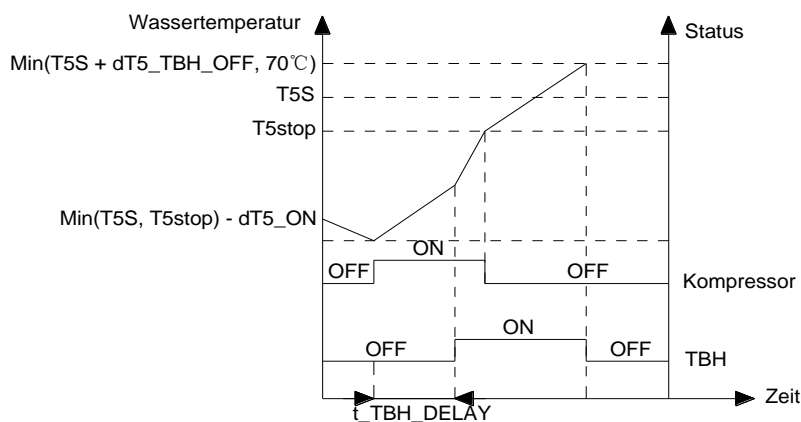 Wassertemperatur
Status
Min(T5S + dT5_TBH_OFF, 70℃)
T5S
T5stop
Min(T5S, T5stop) - dT5_ON
OFF
ON
OFF
Kompressor
OFF
ON
OFF
TBH
Zeit
t_TBH_DELAY